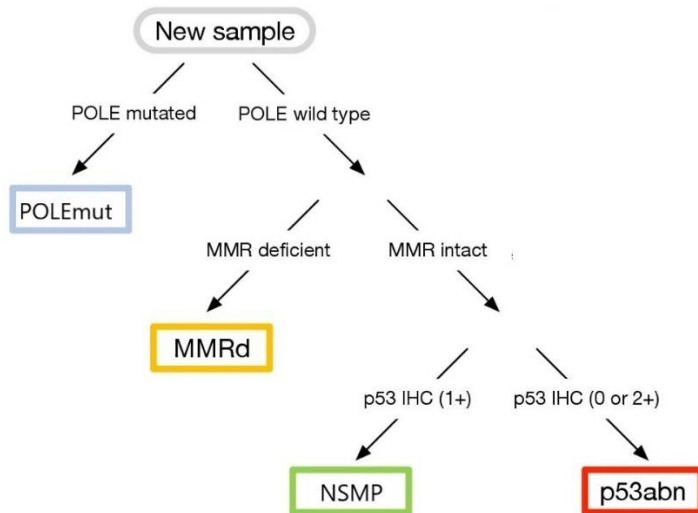 New sample
POLE mutated
POLE wild type
POLEmut
MMR deficient
MMR intact
MMRd
p53 IHC (1+)
p53 IHC (0 or 2+)
NSMP
p53abn